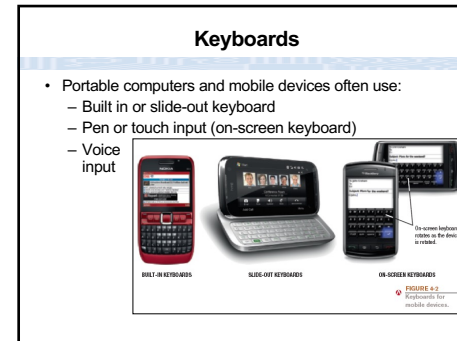 Keyboards
• Portable computers and mobile devices often use:
– Built in or slide-out keyboard
– Pen or touch input (on-screen keyboard)
– Voice
input
NOKIA
BlackBerry
On-screen keyboard
rotates as the device
is rotated.
BUILT-IN KEYBOARDS
SLIDE-OUT KEYBOARDS
ON-SCREEN KEYBOARDS
FIGURE 4-2
Keyboards for
mobile devices.